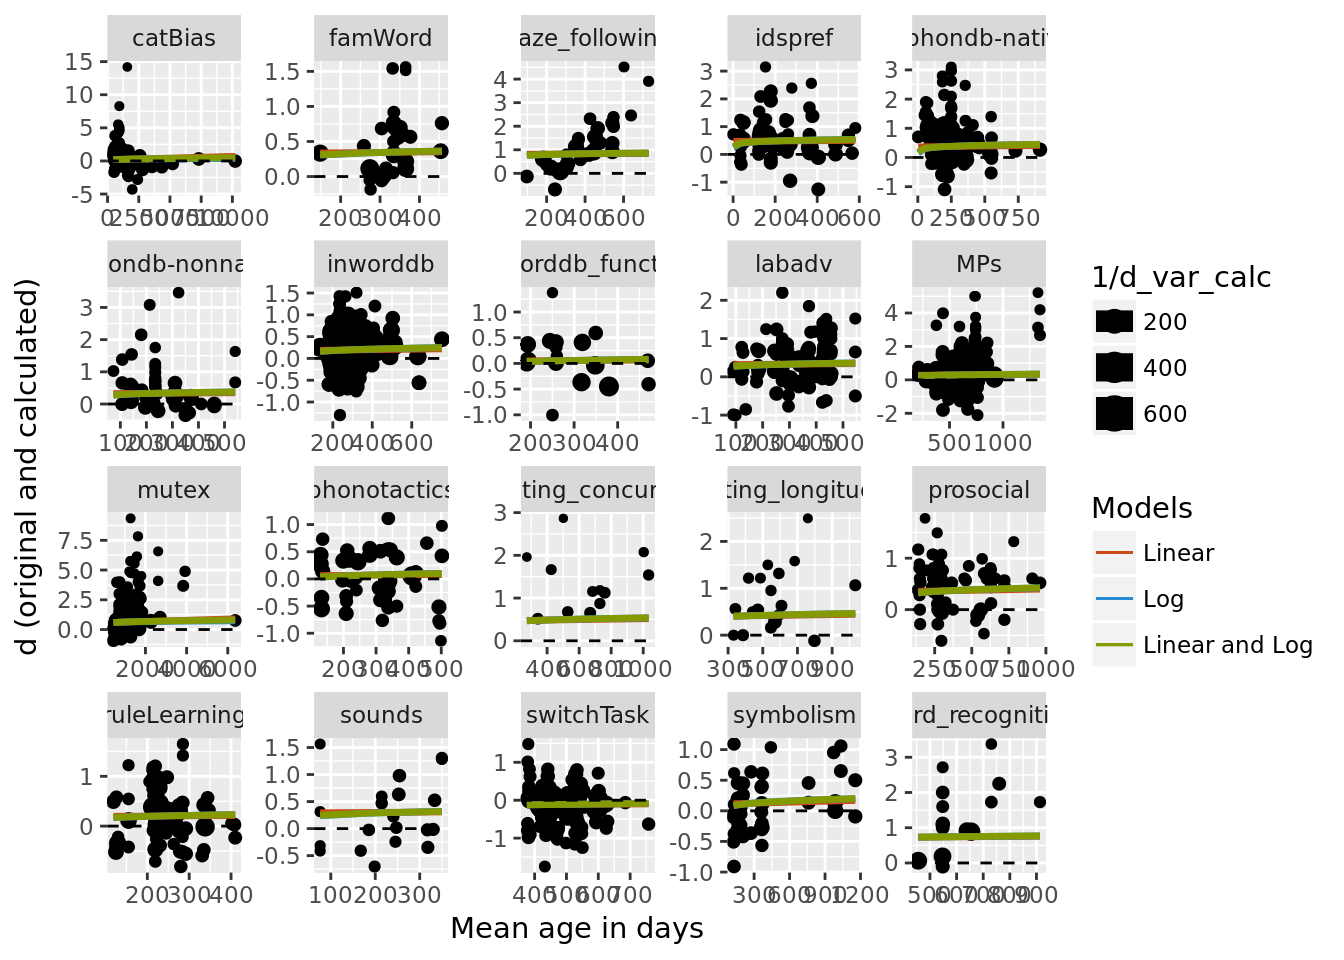 catBias famWord aze_followin idspref
15 10 5 0 -5
1.5 1.0 0.5 0.0
4 3 2 1 0
3 2 1 0 -1
3 2 1 0 -1
0 2500 5000 7500 10000
200 300 400
200 400 600
0 200 400 600
0 250 500 750
ondb-nonna inworddb orddb_funct labadv MPs
3 2 1 0
1.5 1.0 0.5 0.0 -0.5 -1.0
1.0 0.5 0.0 -0.5 -1.0
2 1 0 -1
4 2 0 -2
100 200 300 400 500
200 400 600
200 300 400
100 200 300 400 500
500 1000
mutex phonotactics ting_concur ting_longitud prosocial
7.5 5.0 2.5 0.0
1.0 0.5 0.0 -0.5 -1.0
3 2 1 0
2 1 0
1 0
2000 4000 6000
200 300 400 500
400 600 800 1000
300 500 700 900
250 500 750 1000
ruleLearning sounds switchTask symbolism rd_recogniti
1 0
1.5 1.0 0.5 0.0 -0.5
1 0 -1
1.0 0.5 0.0 -0.5 -1.0
3 2 1 0
200 300 400
100 200 300
400 500 600 700
300 600 900 1200
500 600 700 800 900
Mean age in days
d (original and calculated)
1/d_var_calc
200
400
600
Models
Linear
Log
Linear and Log